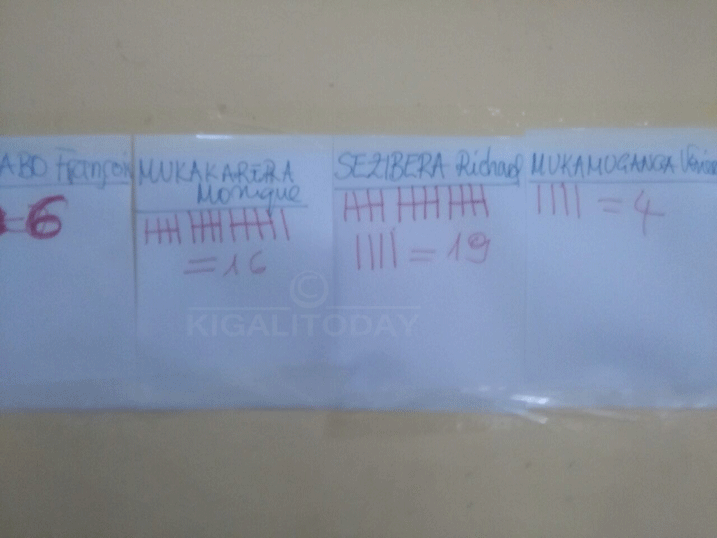 ABO François
= 6
MUKAKARERA
Monique
= 16
SEZIBERA Richard
= 19
MUKAMUGANGA
= 4
© KIGALITODAY